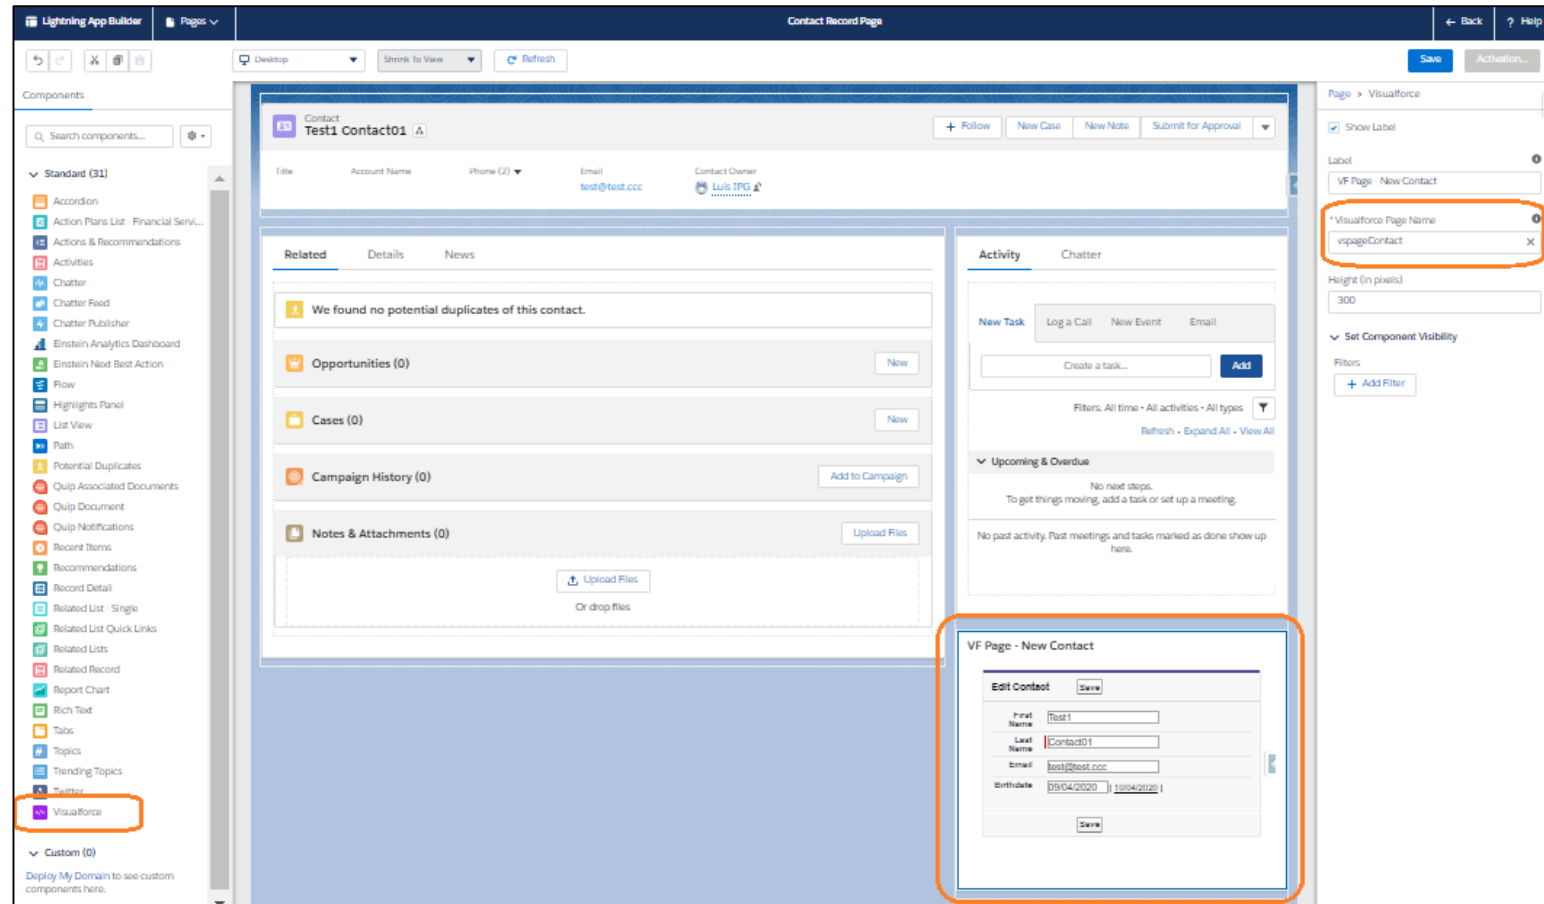 Lightning App Builder
Pages
Contact Record Page
Back
? Help
Desktop
Shrink To View
Refresh
Save
Activation...
Components
Search components...
Standard (31)
Accordion
Action Plans List - Financial Servi...
Actions & Recommendations
Activities
Chatter
Chatter Feed
Chatter Publisher
Einstein Analytics Dashboard
Einstein Next Best Action
Flow
Highlights Panel
List View
Path
Potential Duplicates
Quip Associated Documents
Quip Document
Quip Notifications
Recent Items
Recommendations
Record Detail
Related List - Single
Related List Quick Links
Related Lists
Related Record
Report Chart
Rich Text
Tabs
Topics
Trending Topics
Twitter
Visualforce
Custom (0)
Deploy My Domain to see custom
components here.
Contact
Test1 Contact01
+ Follow
New Case
New Note
Submit for Approval
Title
Account Name
Phone (2)
Email
test@test.ccc
Contact Owner
Luis IPG
Related
Details
News
We found no potential duplicates of this contact.
Opportunities (0)
New
Cases (0)
New
Campaign History (0)
Add to Campaign
Notes & Attachments (0)
Upload Files
Upload Files
Or drop files
Activity
Chatter
New Task
Log a Call
New Event
Email
Create a task...
Add
Filters: All time • All activities • All types
Refresh • Expand All • View All
Upcoming & Overdue
No next steps.
To get things moving, add a task or set up a meeting.
No past activity. Past meetings and tasks marked as done show up
here.
VF Page - New Contact
Edit Contact
Save
First
Name
Test1
Last
Name
Contact01
Email
test@test.ccc
Birthdate
09/04/2020
[ 10/04/2020 ]
Save
Page > Visualforce
Show Label
Label
VF Page - New Contact
*Visualforce Page Name
vspageContact
Height (in pixels)
300
Set Component Visibility
Filters
+ Add Filter